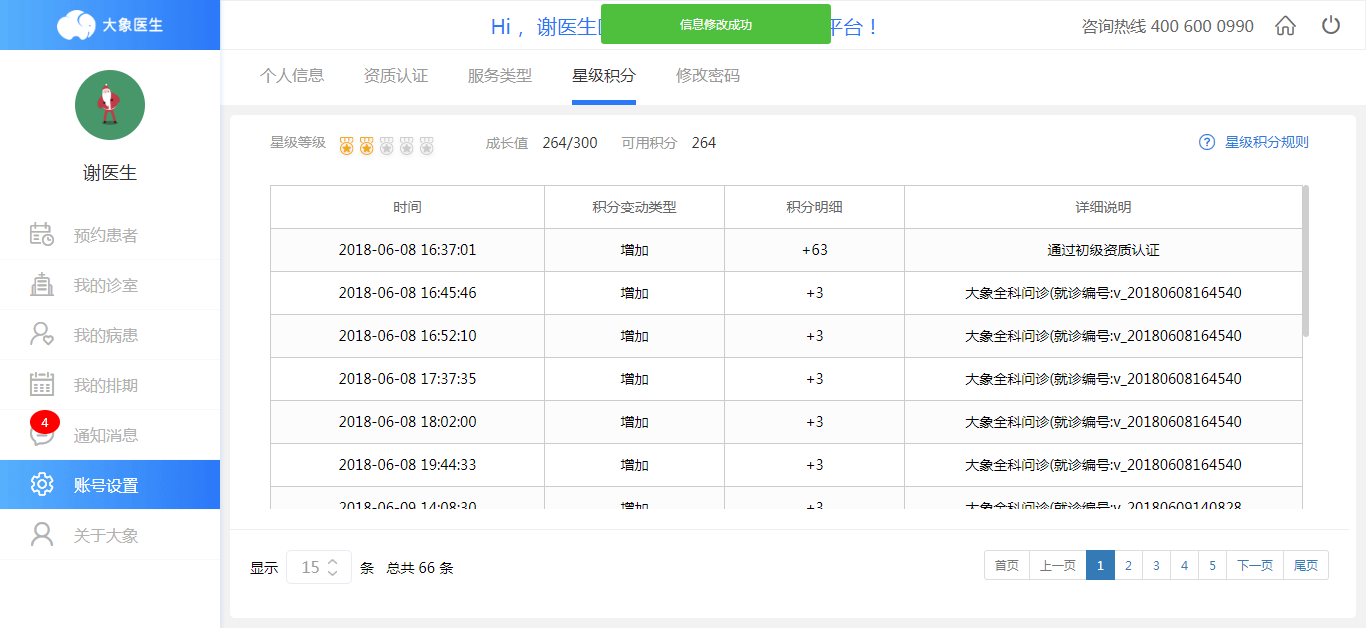 大象医生
Hi， 谢医生
信息修改成功
平台！
咨询热线 400 600 0990
谢医生
预约患者
我的诊室
我的病患
我的排期
4
通知消息
账号设置
关于大象
个人信息 资质认证 服务类型 星级积分 修改密码
星级等级 成长值 264/300 可用积分 264
? 星级积分规则
时间 积分变动类型 积分明细 详细说明
2018-06-08 16:37:01 增加 +63 通过初级资质认证
2018-06-08 16:45:46 增加 +3 大象全科问诊(就诊编号:v_20180608164540
2018-06-08 16:52:10 增加 +3 大象全科问诊(就诊编号:v_20180608164540
2018-06-08 17:37:35 增加 +3 大象全科问诊(就诊编号:v_20180608164540
2018-06-08 18:02:00 增加 +3 大象全科问诊(就诊编号:v_20180608164540
2018-06-08 19:44:33 增加 +3 大象全科问诊(就诊编号:v_20180608164540
2018-06-09 14:08:30 增加 +3 大象全科问诊(就诊编号:v_20180609140828
显示 15 条 总共 66 条
首页 上一页 1 2 3 4 5 下一页 尾页